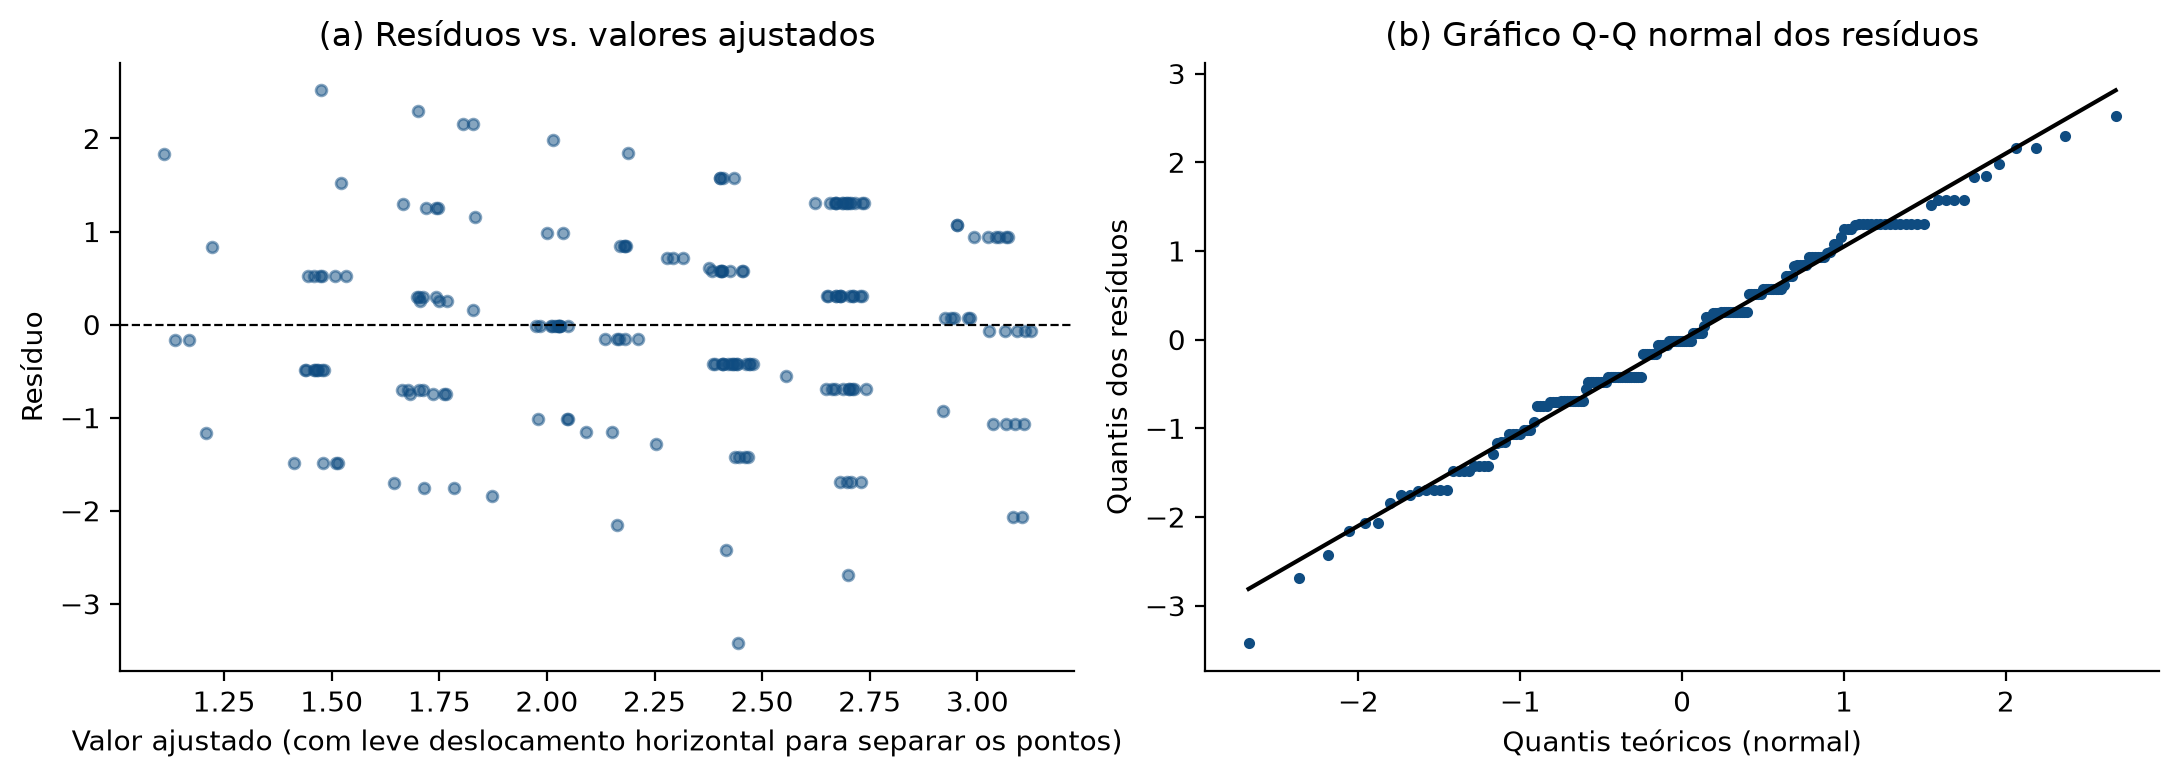 (a) Resíduos vs. valores ajustados
2
1
0
−1
−2
−3
Resíduo
1.25 1.50 1.75 2.00 2.25 2.50 2.75 3.00
Valor ajustado (com leve deslocamento horizontal para separar os pontos)
(b) Gráfico Q-Q normal dos resíduos
3
2
1
0
−1
−2
−3
Quantis dos resíduos
−2 −1 0 1 2
Quantis teóricos (normal)